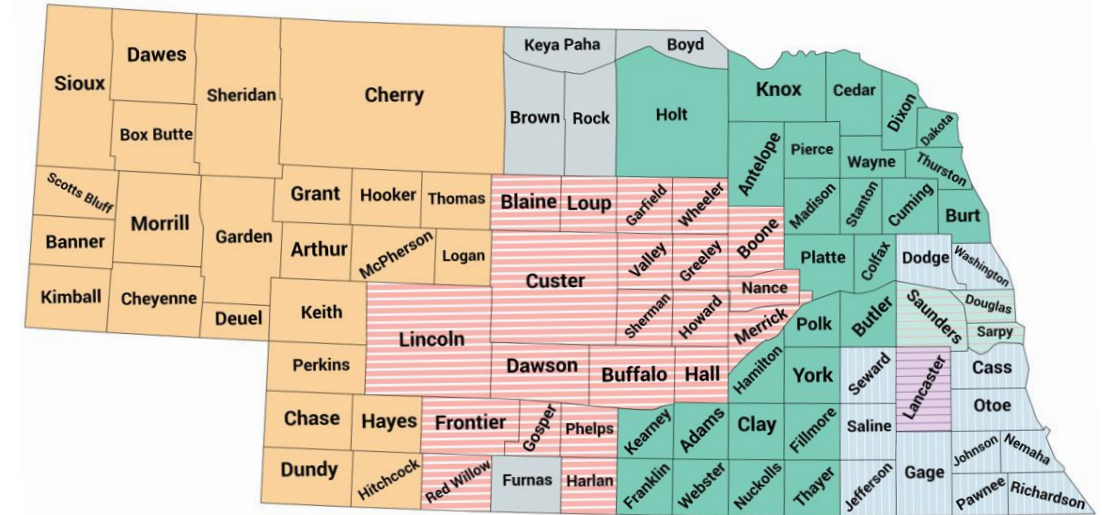 Sioux
Dawes
Box Butte
Sheridan
Cherry
Keya Paha
Boyd
Brown
Rock
Holt
Knox
Cedar
Dixon
Dakota
Antelope
Pierce
Wayne
Thurston
Scotts Bluff
Banner
Kimball
Morrill
Cheyenne
Garden
Deuel
Grant
Hooker
Thomas
Arthur
McPherson
Logan
Keith
Perkins
Blaine
Loup
Garfield
Wheeler
Custer
Valley
Greeley
Boone
Nance
Sherman
Howard
Merrick
Lincoln
Dawson
Buffalo
Hall
Madison
Stanton
Cuming
Burt
Platte
Colfax
Dodge
Washington
Polk
Butler
Saunders
Douglas
Sarpy
Hamilton
York
Seward
Lancaster
Cass
Otoe
Chase
Hayes
Frontier
Gosper
Phelps
Kearney
Adams
Clay
Fillmore
Saline
Dundy
Hitchcock
Red Willow
Furnas
Harlan
Franklin
Webster
Nuckolls
Thayer
Jefferson
Gage
Johnson
Nemaha
Pawnee
Richardson